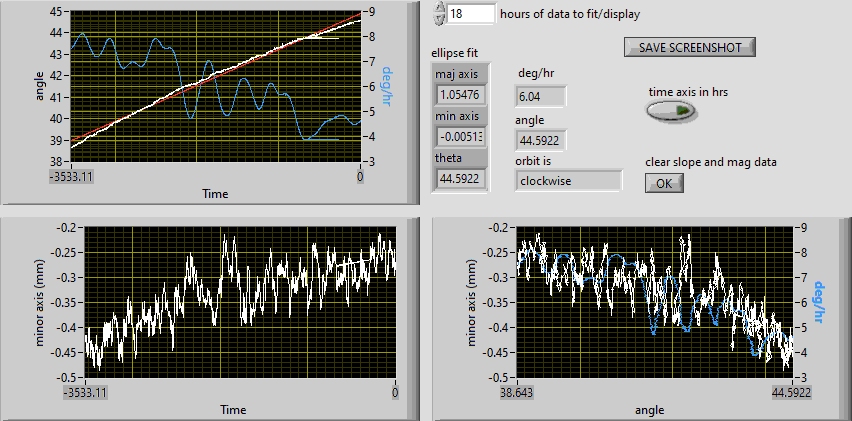 45
44
43
42
41
40
39
38
angle
9
8
7
6
5
4
3
deg/hr
-3533.11
0
Time
18 hours of data to fit/display
SAVE SCREENSHOT
ellipse fit
maj axis
1.05476
min axis
-0.00513
theta
44.5922
deg/hr
6.04
angle
44.5922
orbit is
clockwise
time axis in hrs
clear slope and mag data
OK
-0.2
-0.25
-0.3
-0.35
-0.4
-0.45
-0.5
minor axis (mm)
-3533.11
0
Time
-0.2
-0.25
-0.3
-0.35
-0.4
-0.45
-0.5
minor axis (mm)
9
8
7
6
5
4
3
deg/hr
38.643
44.5922
angle